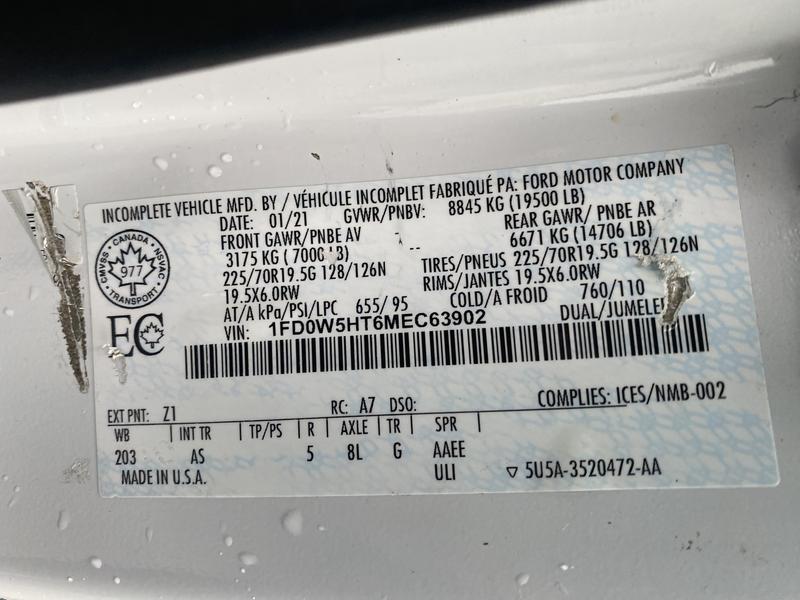 INCOMPLETE VEHICLE MFD. BY / VÉHICULE INCOMPLET FABRIQUÉ PA: FORD MOTOR COMPANY
DATE: 01/21 GVWR/PNBV: 8845 KG (19500 LB)
FRONT GAWR/PNBE AV REAR GAWR/ PNBE AR
3175 KG ( 7000 LB) 6671 KG (14706 LB)
225/70R19.5G 128/126N TIRES/PNEUS 225/70R19.5G 128/126N
19.5X6.0RW RIMS/JANTES 19.5X6.0RW
AT/A kPa/PSI/LPC 655/ 95 COLD/A FROID 760/110
VIN: 1FD0W5HT6MEC63902 DUAL/JUMELE
CMVSS - CANADA - NSVAC
977
TRANSPORT
EC
EXT PNT: Z1 RC: A7 DSO: COMPLIES: ICES/NMB-002
WB INT TR TP/PS R AXLE TR SPR
203 AS 5 8L G AAEE
MADE IN U.S.A. ULI ▽ 5U5A-3520472-AA